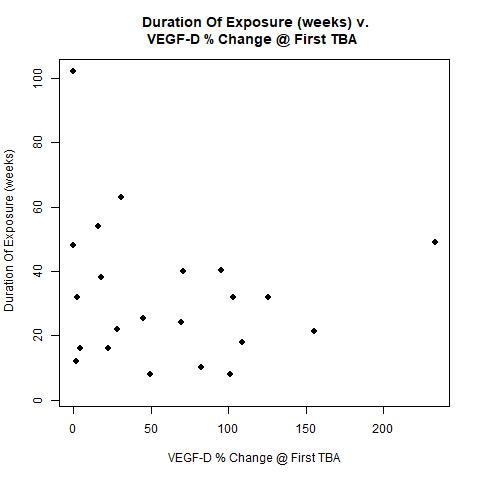 Duration Of Exposure (weeks) v.
VEGF-D % Change @ First TBA
Duration Of Exposure (weeks)
100
80
60
40
20
0
0 50 100 150 200
VEGF-D % Change @ First TBA